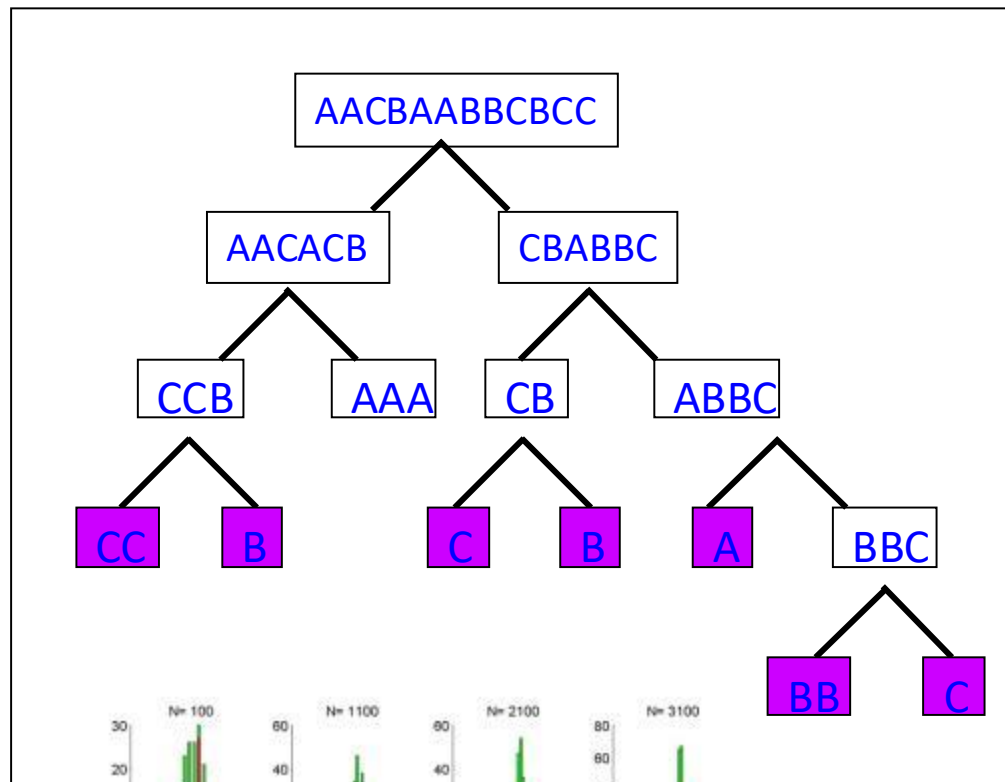 AACBAABBCBCC
AACACB CBABBC
CCB AAA CB ABBC
CC B C B A BBC
BB C
N= 100 N= 1100 N= 2100 N= 3100
30 60 60 80
60
20 40 40